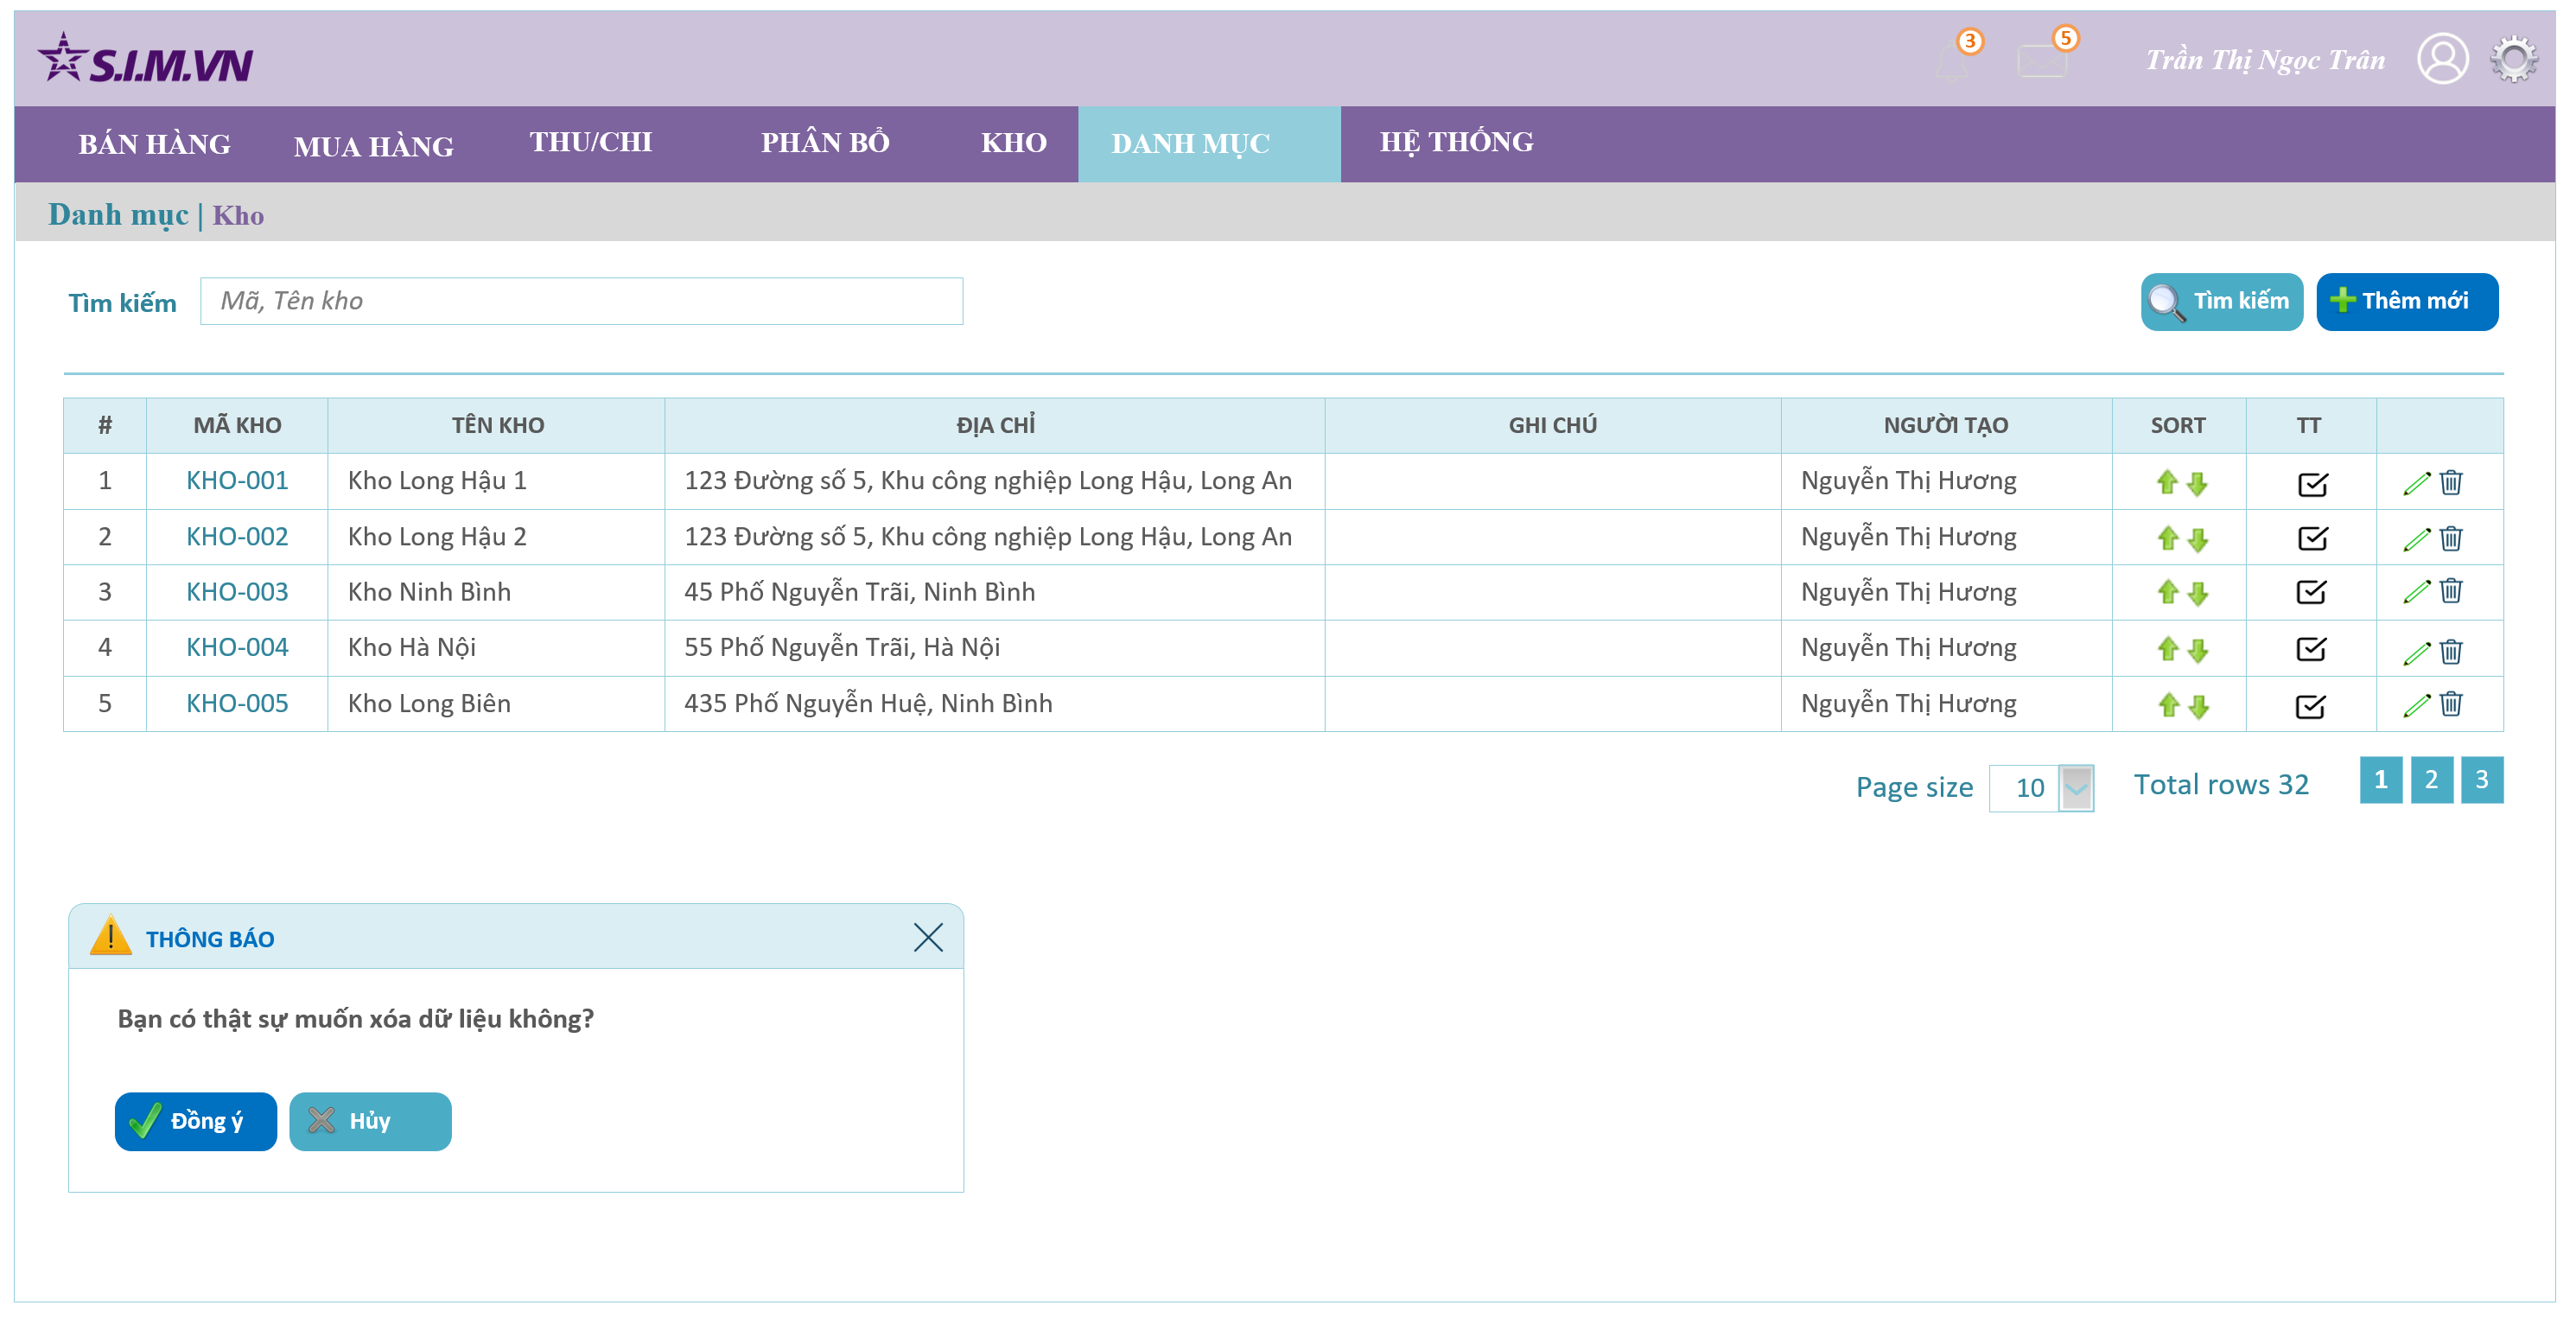 S.I.M.VN
3
5
Trần Thị Ngọc Trân
BÁN HÀNG MUA HÀNG THU/CHI PHÂN BỔ KHO DANH MỤC HỆ THỐNG
Danh mục | Kho
Tìm kiếm Mã, Tên kho Tìm kiếm Thêm mới
# MÃ KHO TÊN KHO ĐỊA CHỈ GHI CHÚ NGƯỜI TẠO SORT TT
1 KHO-001 Kho Long Hậu 1 123 Đường số 5, Khu công nghiệp Long Hậu, Long An Nguyễn Thị Hương
2 KHO-002 Kho Long Hậu 2 123 Đường số 5, Khu công nghiệp Long Hậu, Long An Nguyễn Thị Hương
3 KHO-003 Kho Ninh Bình 45 Phố Nguyễn Trãi, Ninh Bình Nguyễn Thị Hương
4 KHO-004 Kho Hà Nội 55 Phố Nguyễn Trãi, Hà Nội Nguyễn Thị Hương
5 KHO-005 Kho Long Biên 435 Phố Nguyễn Huệ, Ninh Bình Nguyễn Thị Hương
Page size 10 Total rows 32 1 2 3
THÔNG BÁO
Bạn có thật sự muốn xóa dữ liệu không?
Đồng ý Hủy